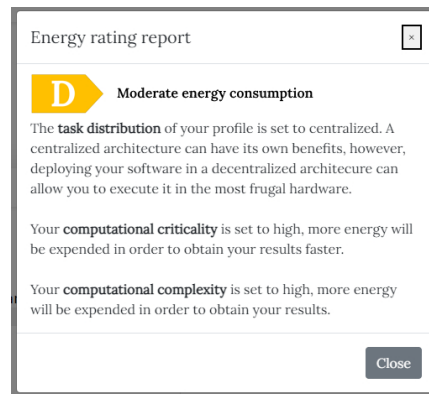 Energy rating report
×
D Moderate energy consumption
The task distribution of your profile is set to centralized. A
centralized architecture can have its own benefits, however,
deploying your software in a decentralized architecure can
allow you to execute it in the most frugal hardware.
Your computational criticality is set to high, more energy will
be expended in order to obtain your results faster.
Your computational complexity is set to high, more energy
will be expended in order to obtain your results.
Close